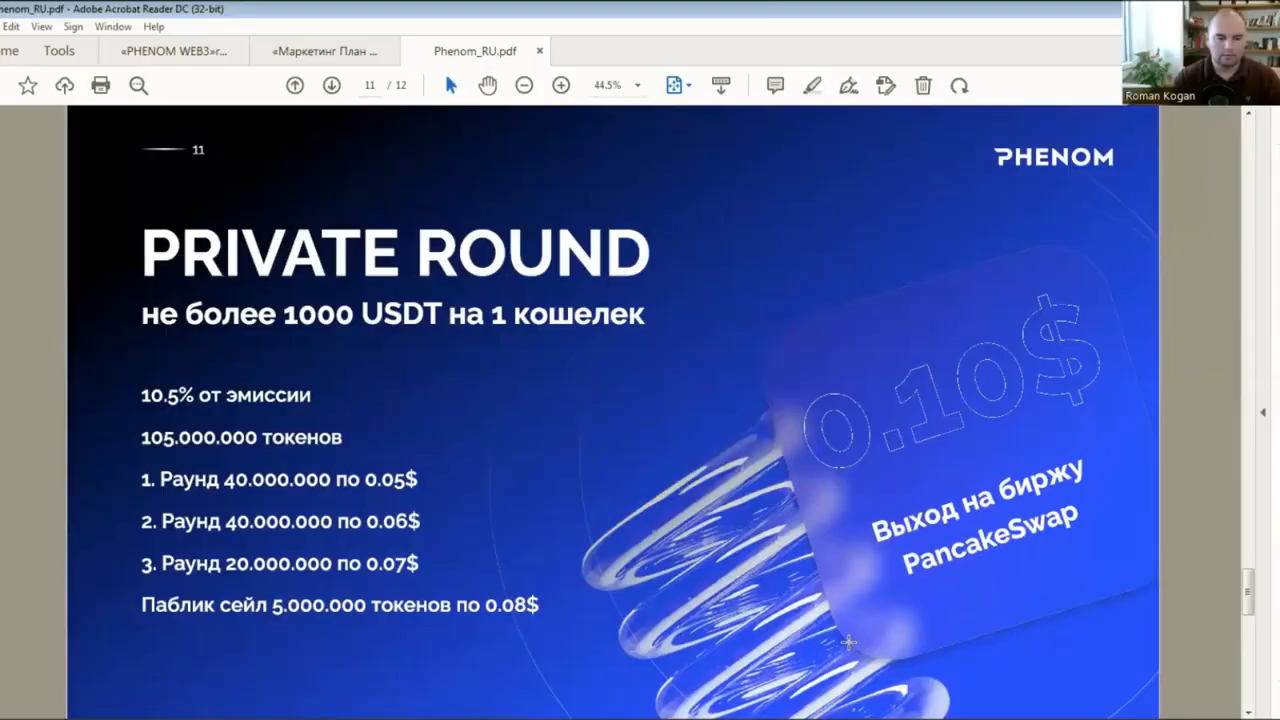 henom_RU.pdf - Adobe Acrobat Reader DC (32-bit)
Edit View Sign Window Help
me Tools «PHENOM WEB3»г... «Маркетинг План ... Phenom_RU.pdf ×
11 / 12 44.5%
Roman Kogan
11
PHENOM
PRIVATE ROUND
не более 1000 USDT на 1 кошелек
10.5% от эмиссии
105.000.000 токенов
1. Раунд 40.000.000 по 0.05$
2. Раунд 40.000.000 по 0.06$
3. Раунд 20.000.000 по 0.07$
Паблик сейл 5.000.000 токенов по 0.08$
0.10$
Выход на биржу
PancakeSwap